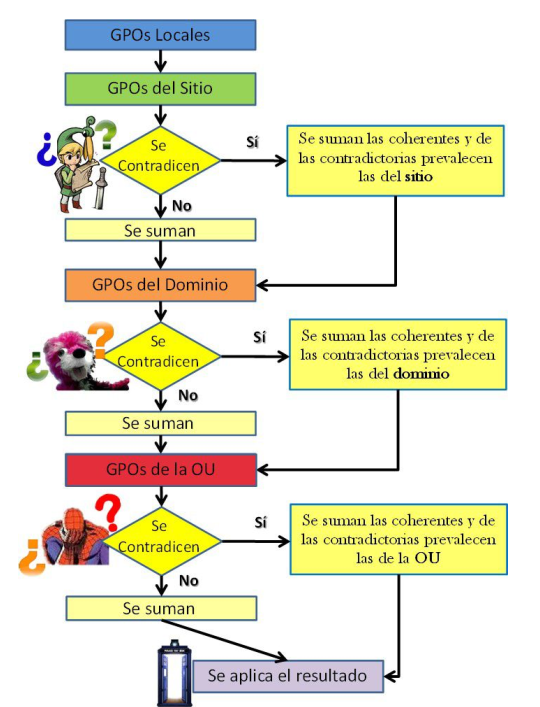 GPOs Locales
GPOs del Sitio
¿
?
Se
Contradicen
Sí
Se suman las coherentes y de
las contradictorias prevalecen
las del sitio
No
Se suman
GPOs del Dominio
¿
?
Se
Contradicen
Sí
Se suman las coherentes y de
las contradictorias prevalecen
las del dominio
No
Se suman
GPOs de la OU
¿
?
Se
Contradicen
Sí
Se suman las coherentes y de
las contradictorias prevalecen
las de la OU
No
Se suman
Se aplica el resultado